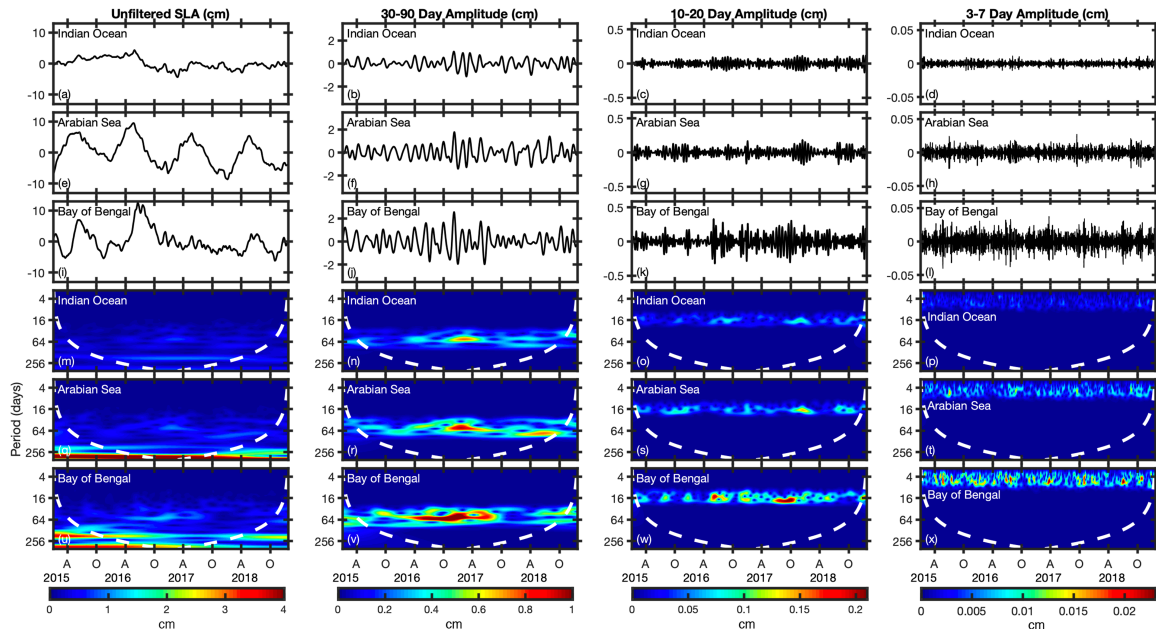 Unfiltered SLA (cm) 30-90 Day Amplitude (cm) 10-20 Day Amplitude (cm) 3-7 Day Amplitude (cm)
10 Indian Ocean 2 Indian Ocean 0.5 Indian Ocean 0.05 Indian Ocean
0 0 0 0
-10 (a) -2 (b) -0.5 (c) -0.05 (d)
10 Arabian Sea 2 Arabian Sea 0.5 Arabian Sea 0.05 Arabian Sea
0 0 0 0
-10 (e) -2 (f) -0.5 (g) -0.05 (h)
10 Bay of Bengal 2 Bay of Bengal 0.5 Bay of Bengal 0.05 Bay of Bengal
0 0 0 0
-10 (i) -2 (j) -0.5 (k) -0.05 (l)
4 Indian Ocean 4 Indian Ocean 4 Indian Ocean 4
16 16 16 16 Indian Ocean
64 64 64 64
256 (m) 256 (n) 256 (o) 256 (p)
Period (days)
4 Arabian Sea 4 Arabian Sea 4 Arabian Sea 4
16 16 16 16 Arabian Sea
64 64 64 64
256 (q) 256 (r) 256 (s) 256 (t)
4 Bay of Bengal 4 Bay of Bengal 4 Bay of Bengal 4
16 16 16 16 Bay of Bengal
64 64 64 64
256 (u) 256 (v) 256 (w) 256 (x)
A O A O A O A O A O A O A O A O A O A O A O A O A O A O A O A O
2015 2016 2017 2018 2015 2016 2017 2018 2015 2016 2017 2018 2015 2016 2017 2018
0 1 2 3 4 0 0.2 0.4 0.6 0.8 1 0 0.05 0.1 0.15 0.2 0 0.005 0.01 0.015 0.02
cm cm cm cm